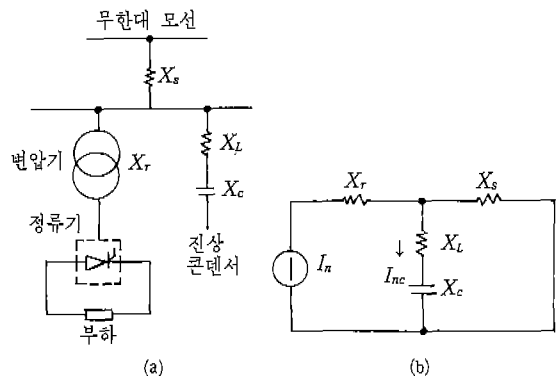 무한대 모선
X_s
변압기
X_r
X_L
X_c
정류기
진상
콘덴서
부하
(a)
X_r
X_s
I_n
X_L
I_nc
X_c
(b)